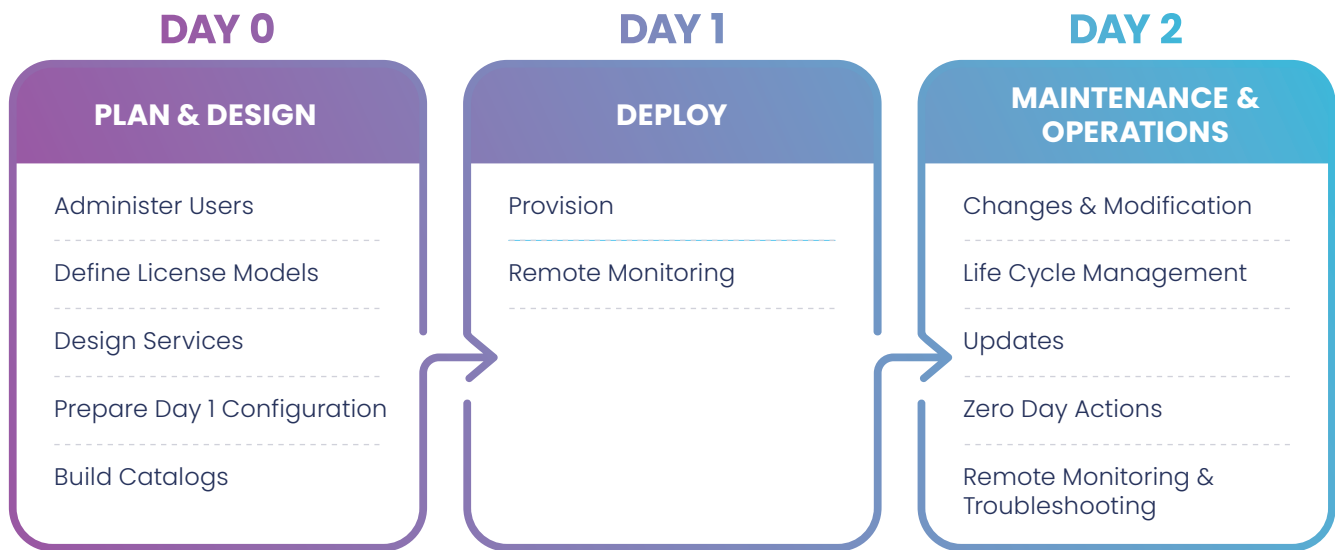 DAY 0
PLAN & DESIGN
Administer Users
Define License Models
Design Services
Prepare Day 1 Configuration
Build Catalogs
DAY 1
DEPLOY
Provision
Remote Monitoring
DAY 2
MAINTENANCE &
OPERATIONS
Changes & Modification
Life Cycle Management
Updates
Zero Day Actions
Remote Monitoring &
Troubleshooting